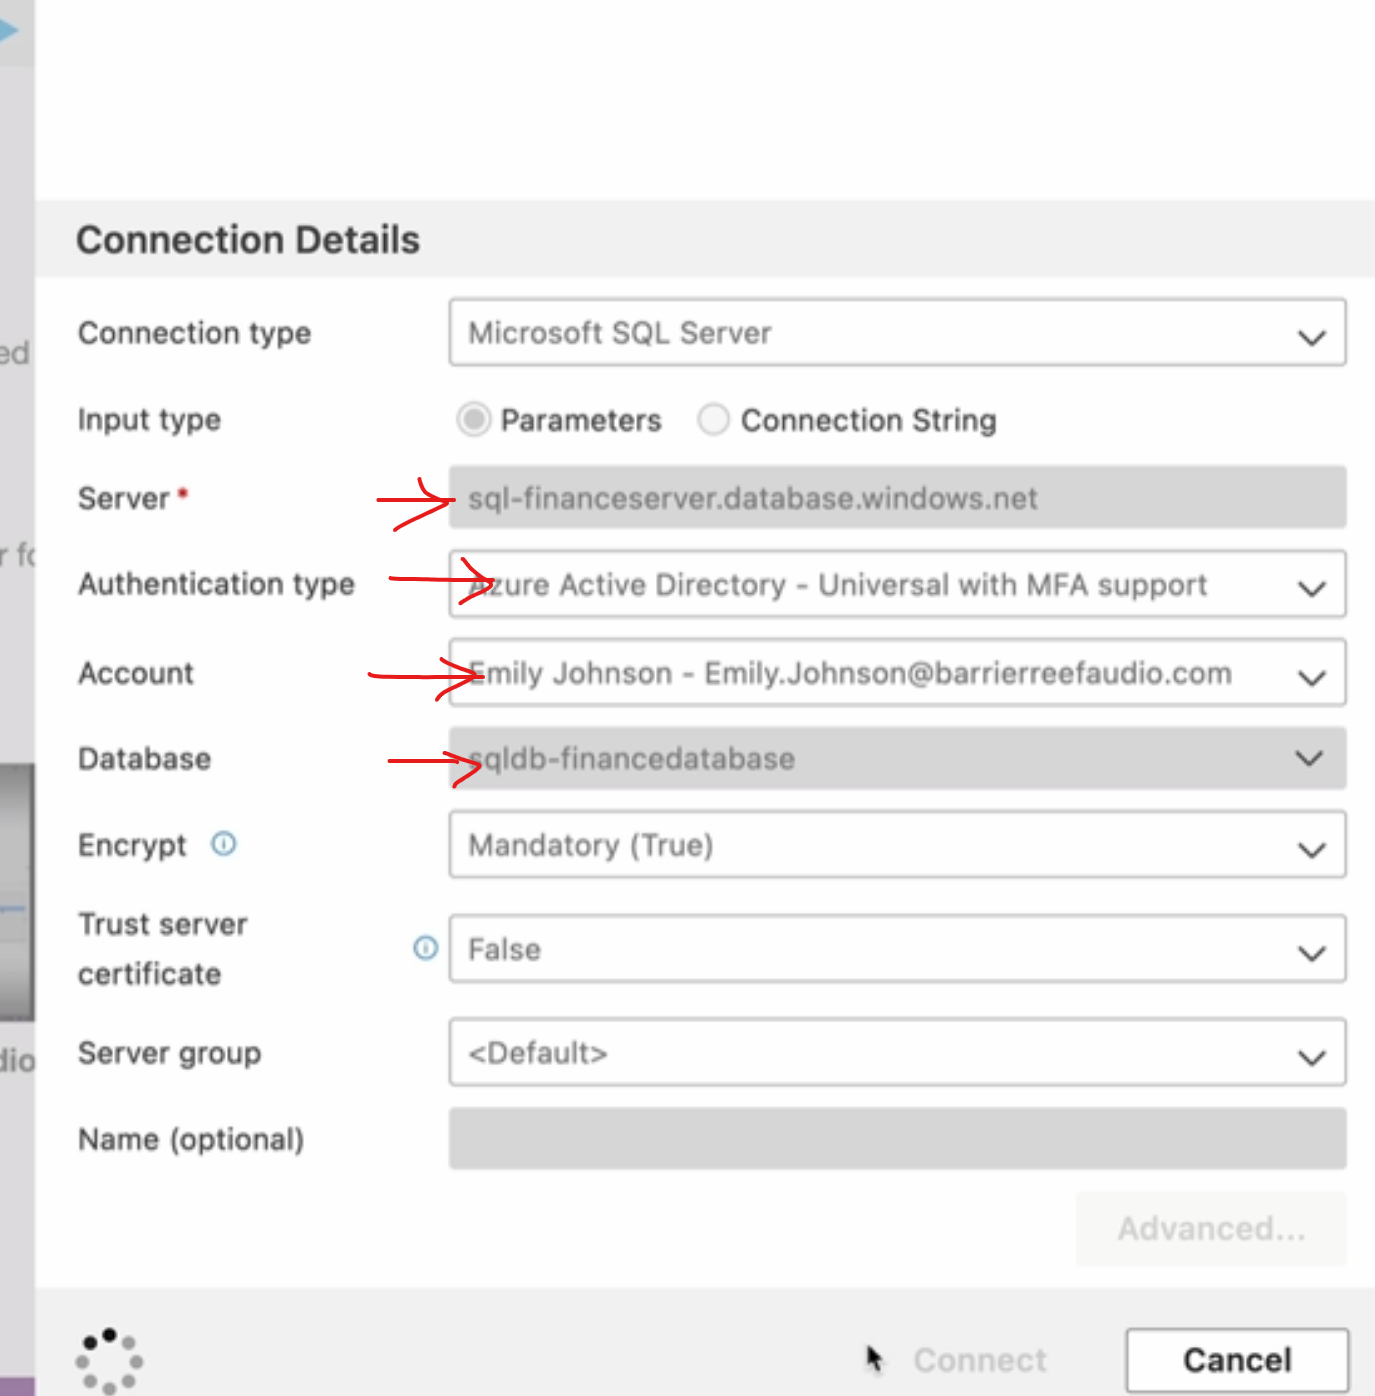 Connection Details
Connection type Microsoft SQL Server
ed
Input type Parameters Connection String
Server * sql-financeserver.database.windows.net
r fo
Authentication type Azure Active Directory - Universal with MFA support
Account Emily Johnson - Emily.Johnson@barrierreefaudio.com
Database sqldb-financedatabase
Encrypt Mandatory (True)
Trust server
certificate False
Server group <Default>
dio
Name (optional)
Advanced...
Connect Cancel